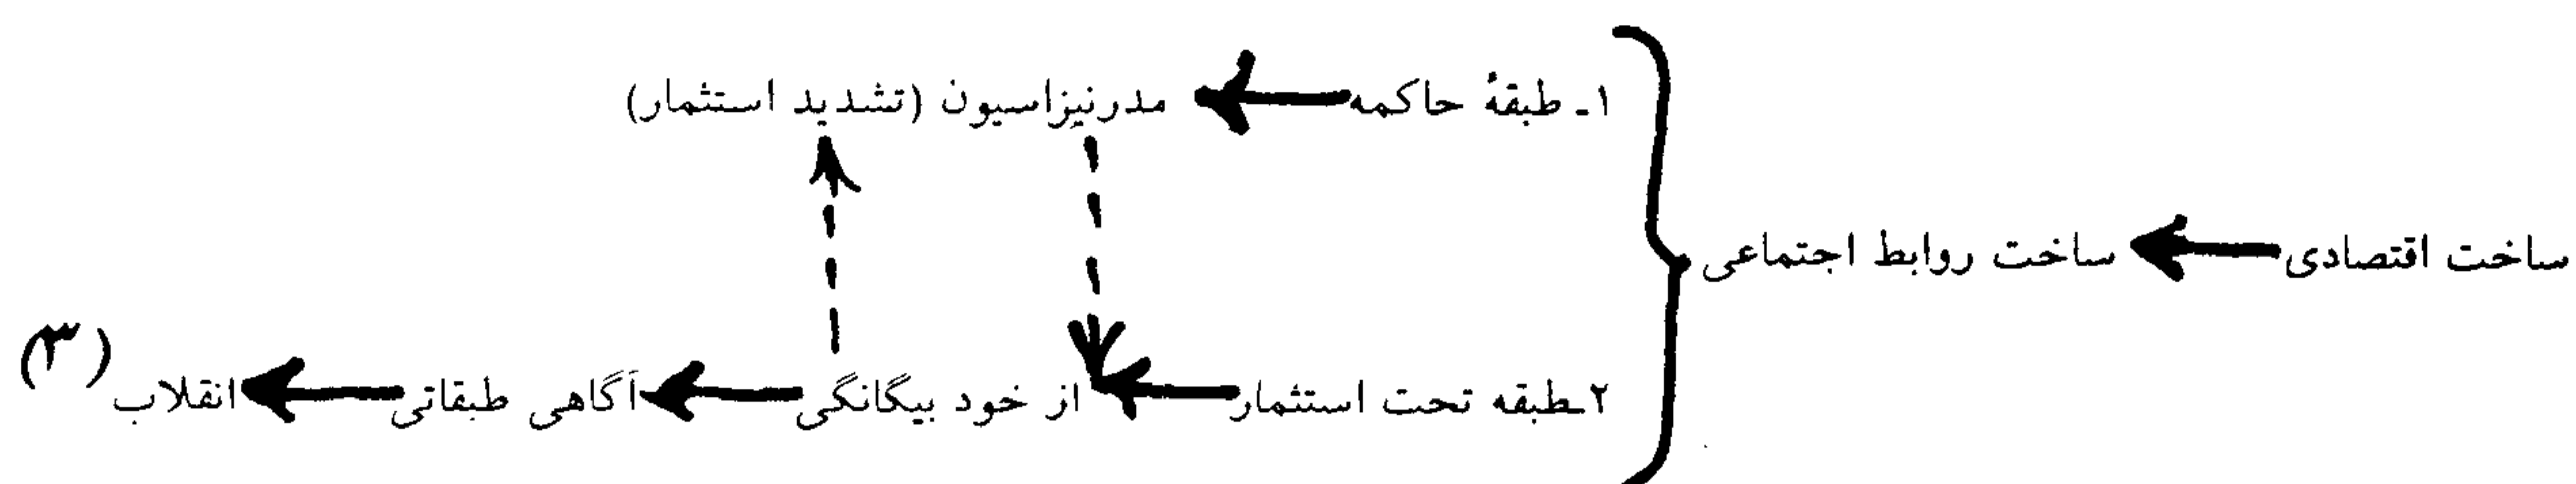 ۱ـ طبقهٔ حاکمه مدرنیزاسیون (تشدید استثمار)
ساخت اقتصادی ساخت روابط اجتماعی
۲ـطبقه تحت استثمار از خود بیگانگی آگاهی طبقاتی انقلاب (۳)